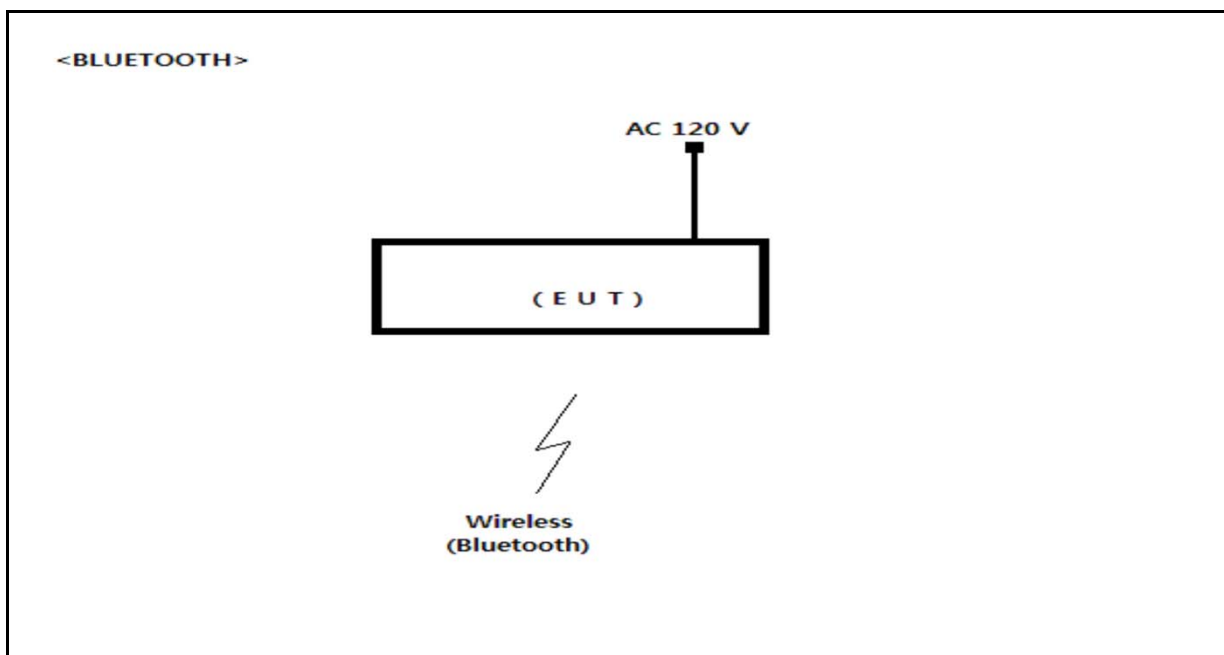 <BLUETOOTH>
AC 120 V
( E U T )
Wireless
(Bluetooth)